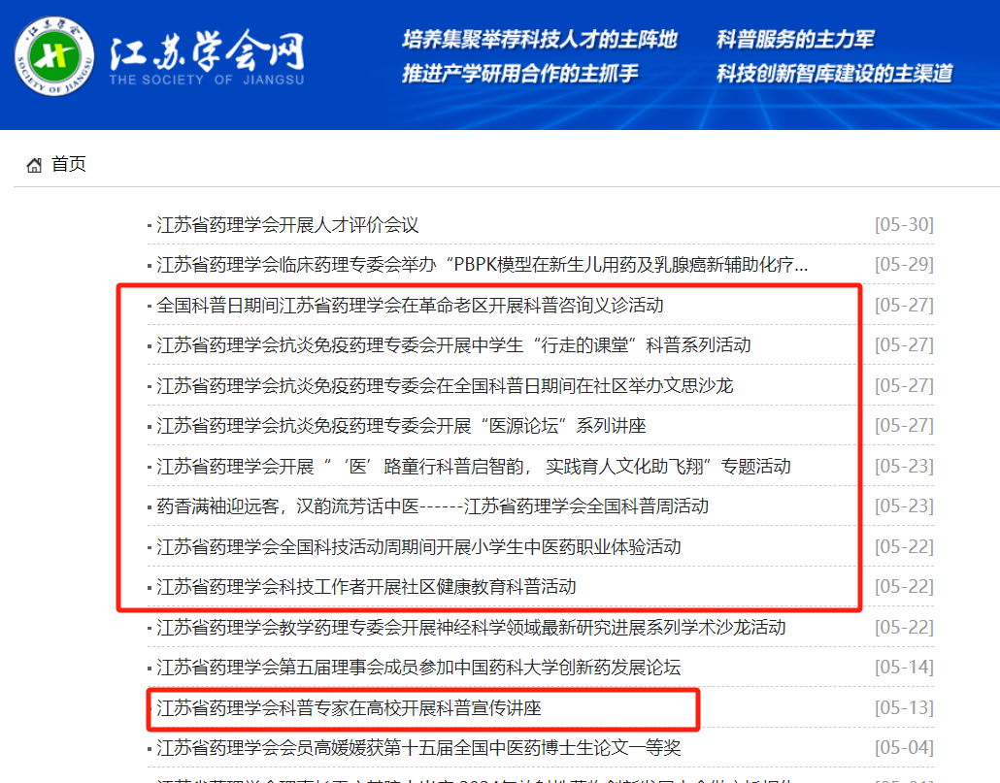 江苏学会网
THE SOCIETY OF JIANGSU
培养集聚举荐科技人才的主阵地 科普服务的主力军
推进产学研用合作的主抓手 科技创新智库建设的主渠道
首页
江苏省药理学会开展人才评价会议 [05-30]
江苏省药理学会临床药理专委会举办“PBPK模型在新生儿用药及乳腺癌新辅助化疗... [05-29]
全国科普日期间江苏省药理学会在革命老区开展科普咨询义诊活动 [05-27]
江苏省药理学会抗炎免疫药理专委会开展中学生“行走的课堂”科普系列活动 [05-27]
江苏省药理学会抗炎免疫药理专委会在全国科普日期间在社区举办文思沙龙 [05-27]
江苏省药理学会抗炎免疫药理专委会开展“医源论坛”系列讲座 [05-27]
江苏省药理学会开展“‘医’路童行科普启智韵， 实践育人文化助飞翔”专题活动 [05-23]
药香满袖迎远客，汉韵流芳话中医------江苏省药理学会全国科普周活动 [05-23]
江苏省药理学会全国科技活动周期间开展小学生中医药职业体验活动 [05-22]
江苏省药理学会科技工作者开展社区健康教育科普活动 [05-22]
江苏省药理学会教学药理专委会开展神经科学领域最新研究进展系列学术沙龙活动 [05-22]
江苏省药理学会第五届理事会成员参加中国药科大学创新药发展论坛 [05-14]
江苏省药理学会科普专家在高校开展科普宣传讲座 [05-13]
江苏省药理学会会员高媛媛获第十五届全国中医药博士生论文一等奖 [05-04]